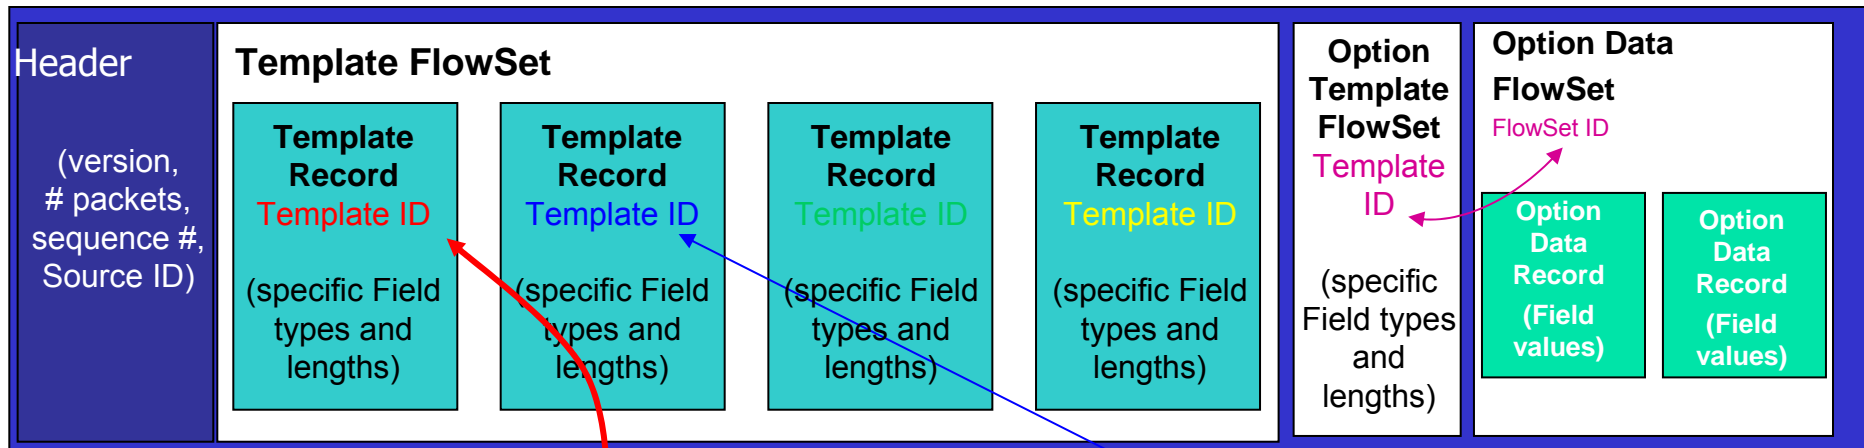 Header
(version,
# packets,
sequence #,
Source ID)
Template FlowSet
Template
Record
Template ID
(specific Field
types and
lengths)
Template
Record
Template ID
(specific Field
types and
lengths)
Template
Record
Template ID
(specific Field
types and
lengths)
Template
Record
Template ID
(specific Field
types and
lengths)
Option
Template
FlowSet
Template
ID
(specific
Field types
and
lengths)
Option Data
FlowSet
FlowSet ID
Option
Data
Record
(Field
values)
Option
Data
Record
(Field
values)